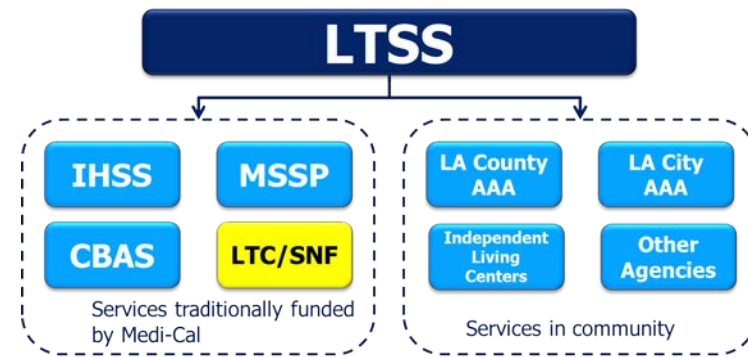 LTSS
IHSS
MSSP
CBAS
LTC/SNF
Services traditionally funded
by Medi-Cal
LA County
AAA
LA City
AAA
Independent
Living
Centers
Other
Agencies
Services in community